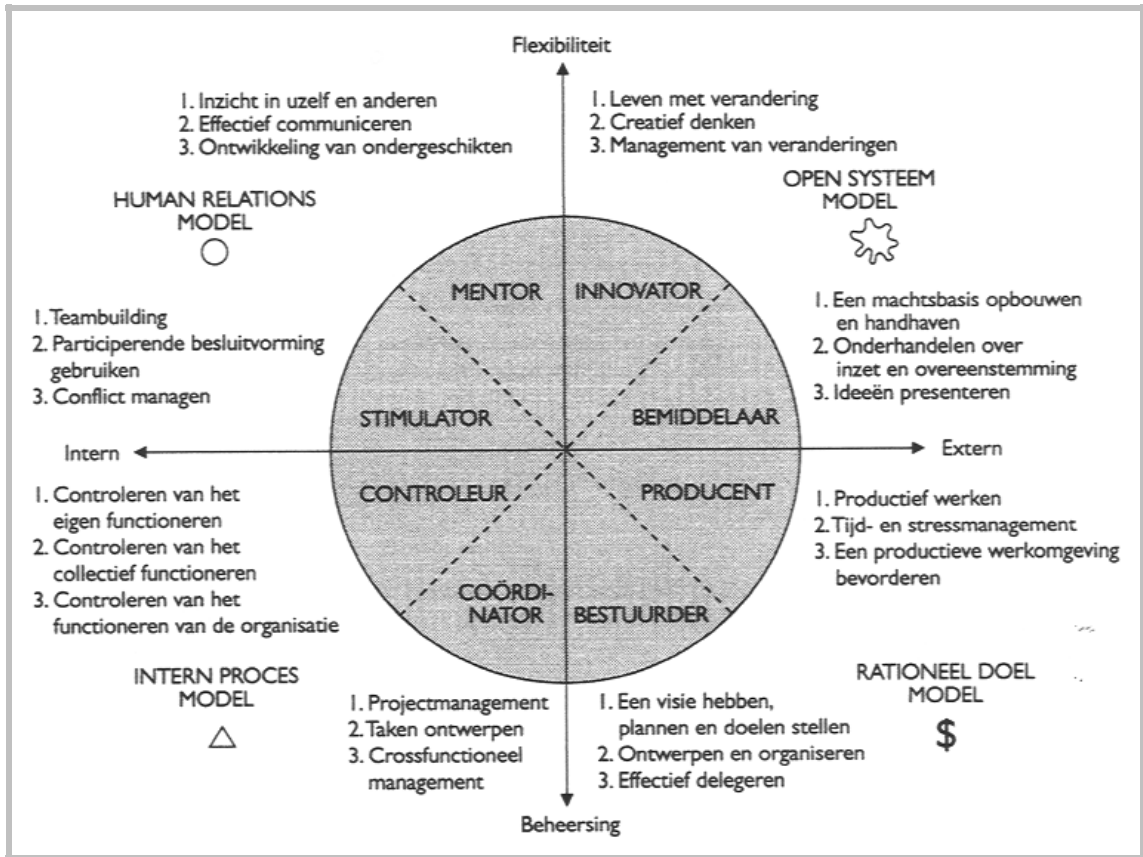 Flexibiliteit
1. Inzicht in uzelf en anderen
2. Effectief communiceren
3. Ontwikkeling van ondergeschikten
1. Leven met verandering
2. Creatief denken
3. Management van veranderingen
HUMAN RELATIONS
MODEL
OPEN SYSTEEM
MODEL
MENTOR
INNOVATOR
1. Teambuilding
2. Participerende besluitvorming
gebruiken
3. Conflict managen
1. Een machtsbasis opbouwen
en handhaven
2. Onderhandelen over
inzet en overeenstemming
3. Ideeën presenteren
STIMULATOR
BEMIDDELAAR
Intern
Extern
CONTROLEUR
PRODUCENT
1. Controleren van het
eigen functioneren
2. Controleren van het
collectief functioneren
3. Controleren van het
functioneren van de organisatie
1. Productief werken
2. Tijd- en stressmanagement
3. Een productieve werkomgeving
bevorderen
COÖRDI-
NATOR
BESTUURDER
INTERN PROCES
MODEL
RATIONEEL DOEL
MODEL
$
1. Projectmanagement
2. Taken ontwerpen
3. Crossfunctioneel
management
1. Een visie hebben,
plannen en doelen stellen
2. Ontwerpen en organiseren
3. Effectief delegeren
Beheersing